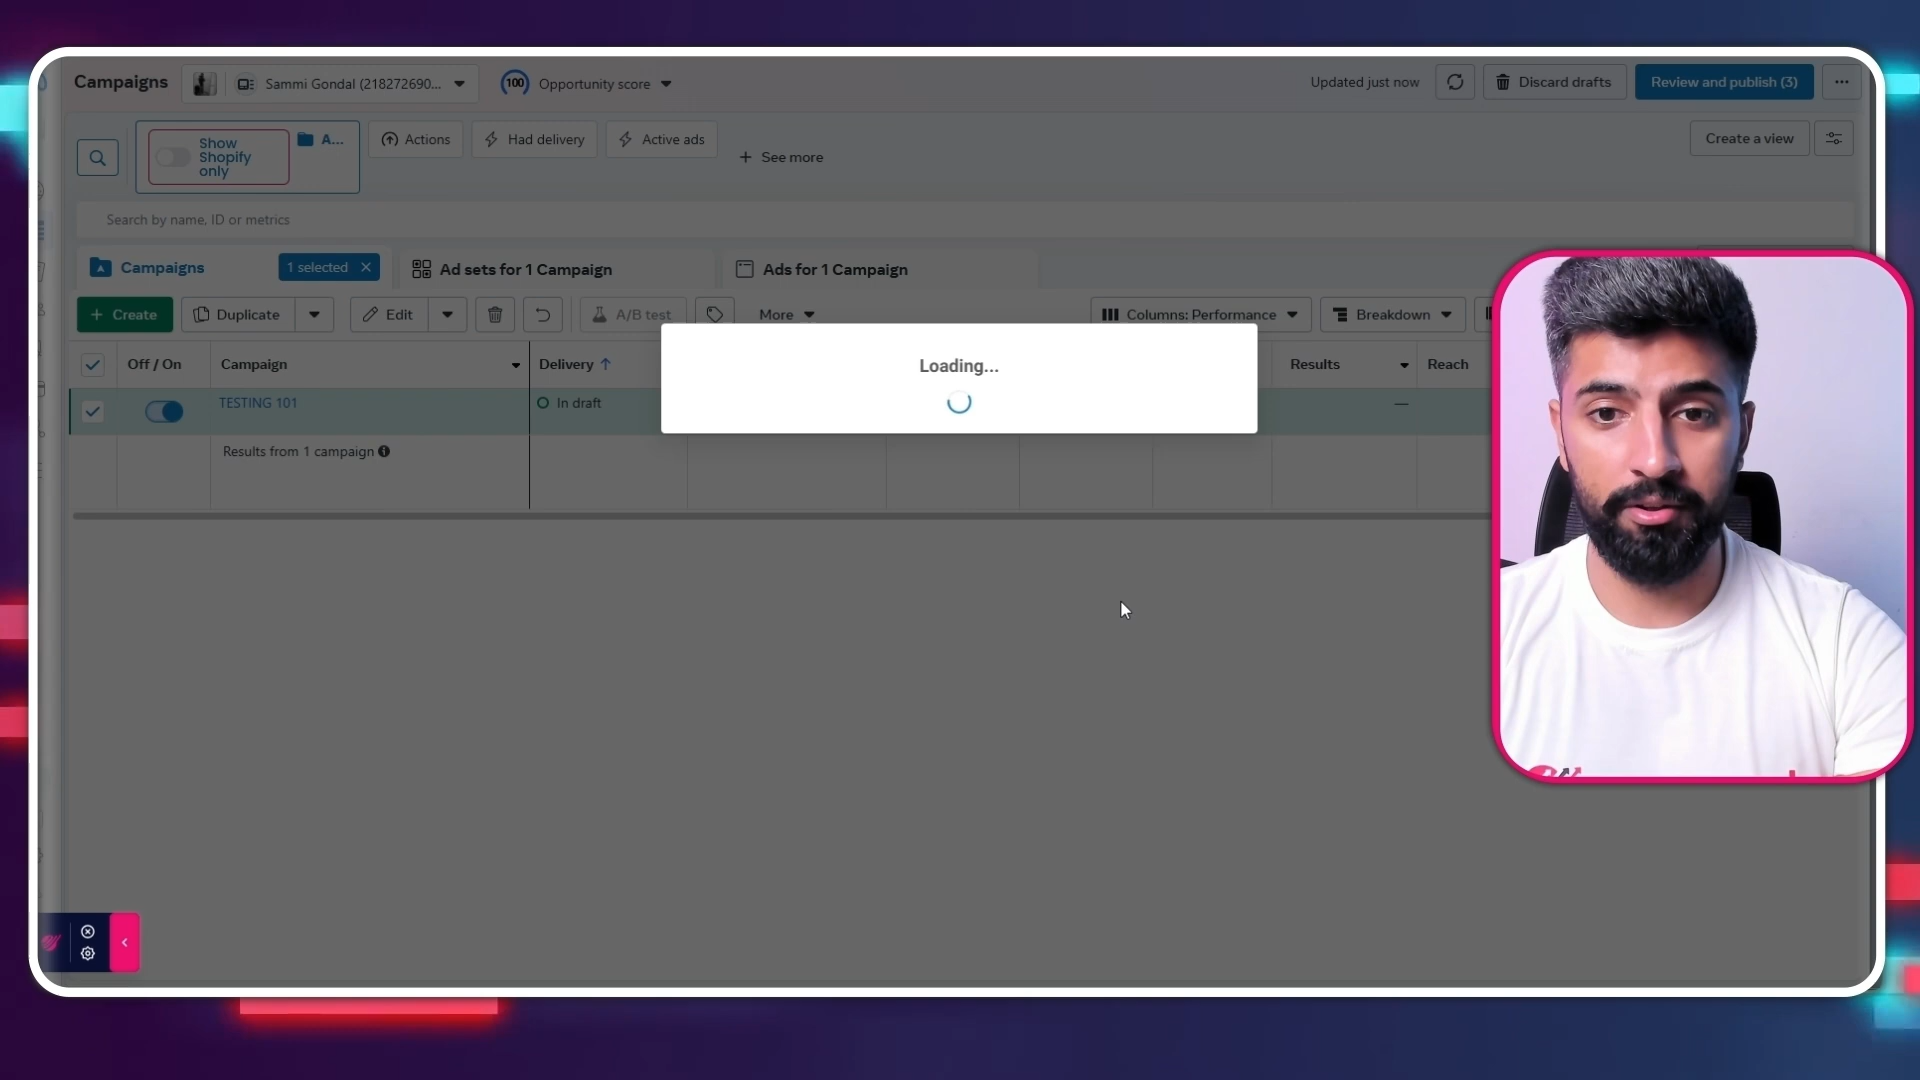 Campaigns
Sammi Gondal (218272690...
100
Opportunity score
Updated just now
Discard drafts
Review and publish (3)
Show
Shopify
only
A...
Actions
Had delivery
Active ads
See more
Create a view
Search by name, ID or metrics
Campaigns
1 selected
Ad sets for 1 Campaign
Ads for 1 Campaign
+ Create
Duplicate
Edit
A/B test
More
Columns: Performance
Breakdown
Off / On
Campaign
Delivery ↑
Results
Reach
Loading...
TESTING 101
In draft
—
Results from 1 campaign